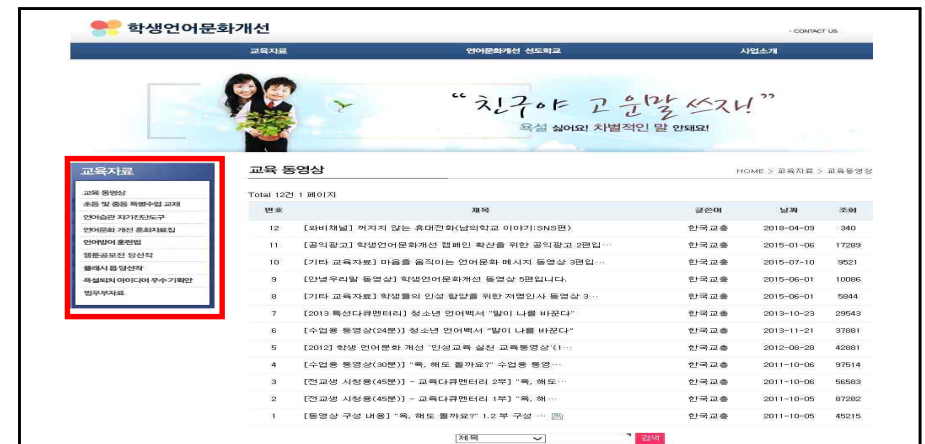 학생언어문화개선
· CONTACT US
교육자료 언어문화개선 선도학교 사업소개
“친구야 고운말 쓰자!”
욕설 싫어요! 차별적인 말 안돼요!
교육자료
교육 동영상
초등 및 중등 특별수업 교재
언어습관 자기진단도구
언어문화 개선 훈화자료집
언어방어 훈련법
웹툰공모전 당선작
플래시 몹 당선작
욕설퇴치 아이디어 우수 기획안
법무부자료
교육 동영상
HOME > 교육자료 > 교육동영상
Total 12건 1 페이지
번호 제목 글쓴이 날짜 조회
12 [와비채널] 꺼지지 않는 휴대전화(남의학교 이야기:SNS편) 한국교총 2018-04-09 340
11 [공익광고] 학생언어문화개선 캠페인 확산을 위한 공익광고 2편입… 한국교총 2015-01-06 17289
10 [기타 교육자료] 마음을 움직이는 언어문화 메시지 동영상 3편입… 한국교총 2015-07-10 9521
9 [안녕우리말 동영상] 학생언어문화개선 동영상 5편입니다. 한국교총 2015-06-01 10086
8 [기타 교육자료] 학생들의 인성 함양을 위한 저명인사 동영상 3… 한국교총 2015-06-01 5844
7 [2013 특선다큐멘터리] 청소년 언어백서 "말이 나를 바꾼다" 한국교총 2013-10-23 29543
6 [수업용 동영상(24분)] 청소년 언어백서 "말이 나를 바꾼다" 한국교총 2013-11-21 37881
5 [2012] 학생 언어문화 개선 '인성교육 실천 교육동영상'(1… 한국교총 2012-08-28 42881
4 [수업용 동영상(30분)] "욕, 해도 될까요?" 수업용 동영… 한국교총 2011-10-06 97514
3 [전교생 시청용(45분)] - 교육다큐멘터리 2부] "욕, 해도… 한국교총 2011-10-06 56583
2 [전교생 시청용(45분)] - 교육다큐멘터리 1부] "욕, 해… 한국교총 2011-10-05 87282
1 [동영상 구성 내용] "욕, 해도 될까요?" 1.2 부 구성 … 한국교총 2011-10-05 45215
제목 검색